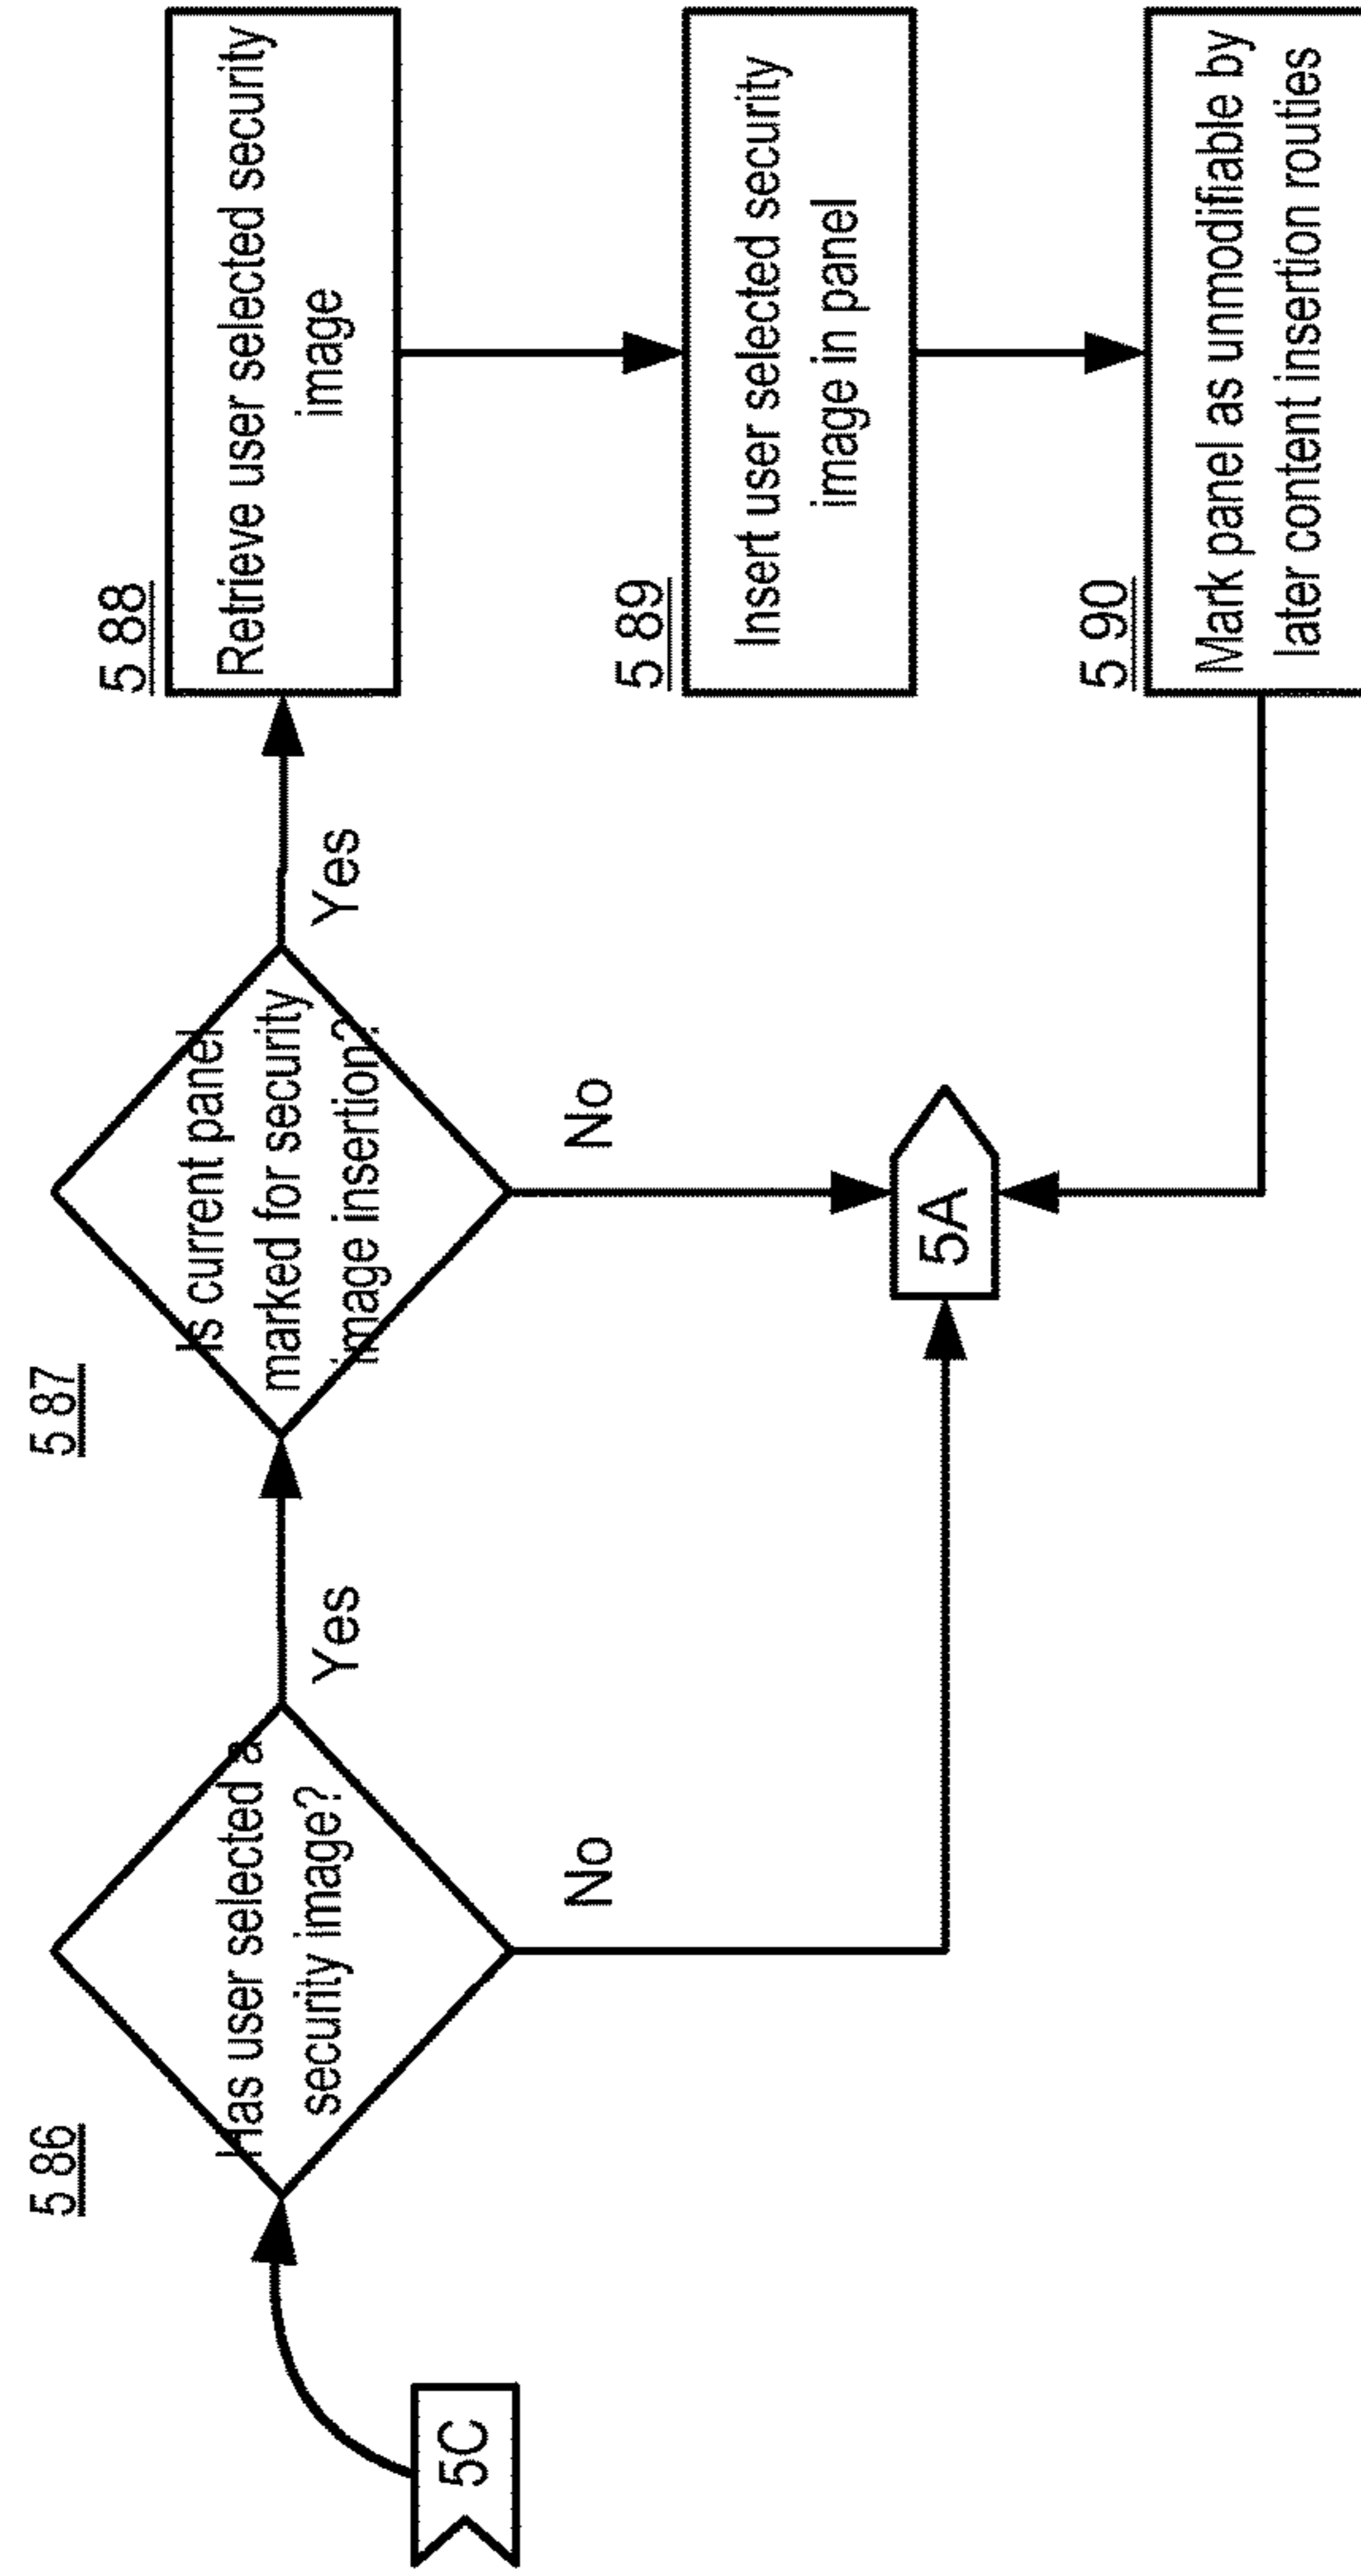 5C
5 86
Has user selected a
security image?
Yes
No
5 87
Is current panel
marked for security
image insertion?
Yes
No
5A
5 88
Retrieve user selected security
image
5 89
Insert user selected security
image in panel
5 90
Mark panel as unmodifiable by
later content insertion routies